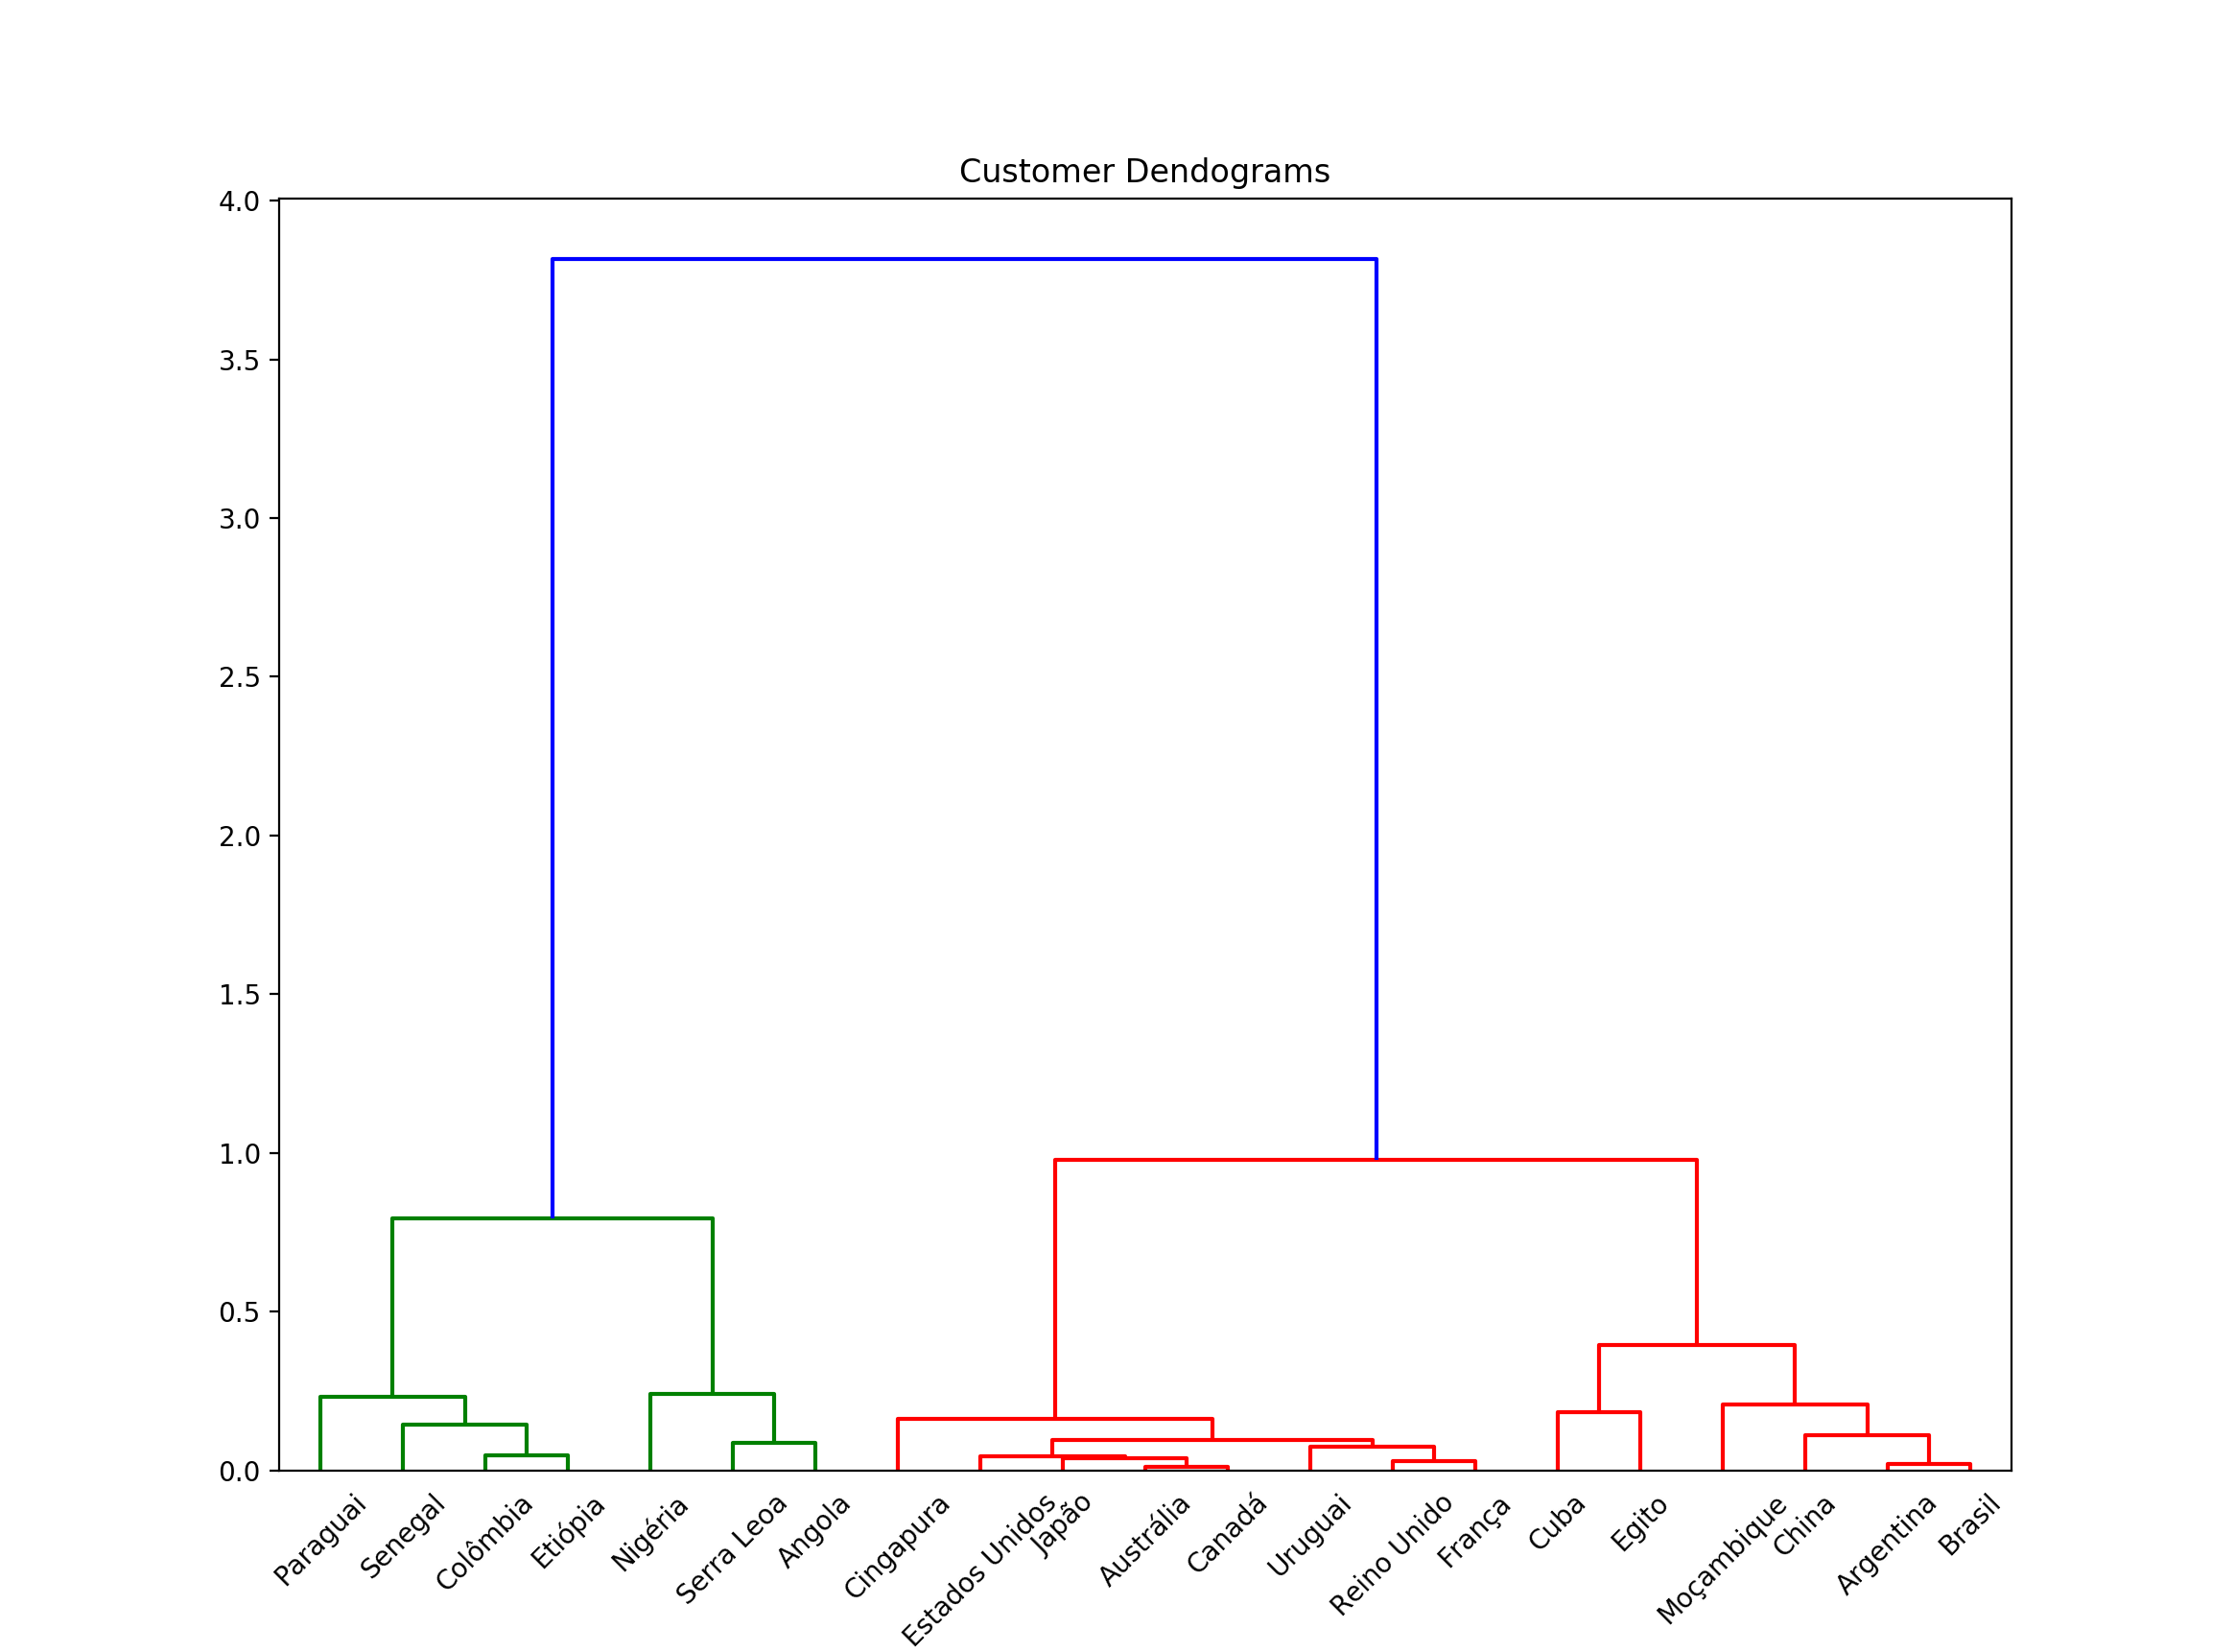 Customer Dendograms
4.0
3.5
3.0
2.5
2.0
1.5
1.0
0.5
0.0
Paraguai
Senegal
Colômbia
Etiópia
Nigéria
Serra Leoa
Angola
Cingapura
Estados Unidos
Japão
Austrália
Canadá
Uruguai
Reino Unido
França
Cuba
Egito
Moçambique
China
Argentina
Brasil